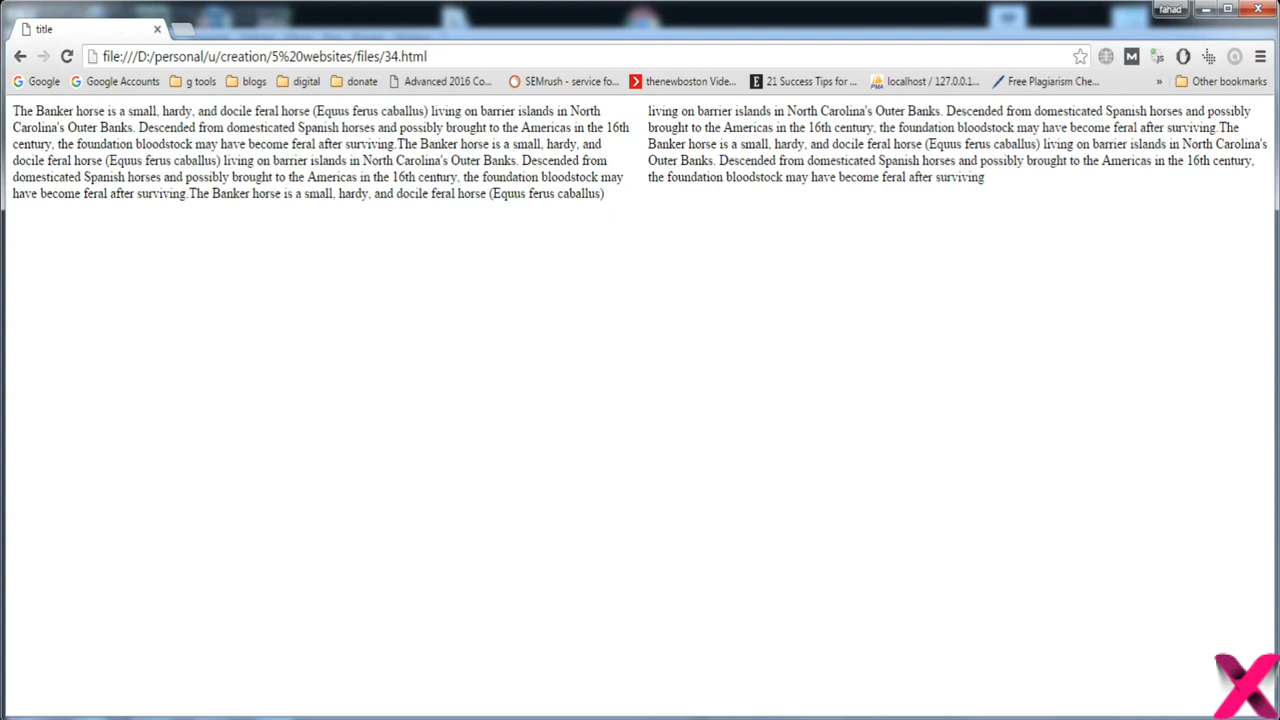 fahad
title
file:///D:/personal/u/creation/5%20websites/files/34.html
Google Google Accounts g tools blogs digital donate Advanced 2016 Co... SEMrush - service fo... thenewboston Vide... 21 Success Tips for ... localhost / 127.0.0.1... Free Plagiarism Che... » Other bookmarks
The Banker horse is a small, hardy, and docile feral horse (Equus ferus caballus) living on barrier islands in North
Carolina's Outer Banks. Descended from domesticated Spanish horses and possibly brought to the Americas in the 16th
century, the foundation bloodstock may have become feral after surviving.The Banker horse is a small, hardy, and
docile feral horse (Equus ferus caballus) living on barrier islands in North Carolina's Outer Banks. Descended from
domesticated Spanish horses and possibly brought to the Americas in the 16th century, the foundation bloodstock may
have become feral after surviving.The Banker horse is a small, hardy, and docile feral horse (Equus ferus caballus)
living on barrier islands in North Carolina's Outer Banks. Descended from domesticated Spanish horses and possibly
brought to the Americas in the 16th century, the foundation bloodstock may have become feral after surviving.The
Banker horse is a small, hardy, and docile feral horse (Equus ferus caballus) living on barrier islands in North Carolina's
Outer Banks. Descended from domesticated Spanish horses and possibly brought to the Americas in the 16th century,
the foundation bloodstock may have become feral after surviving